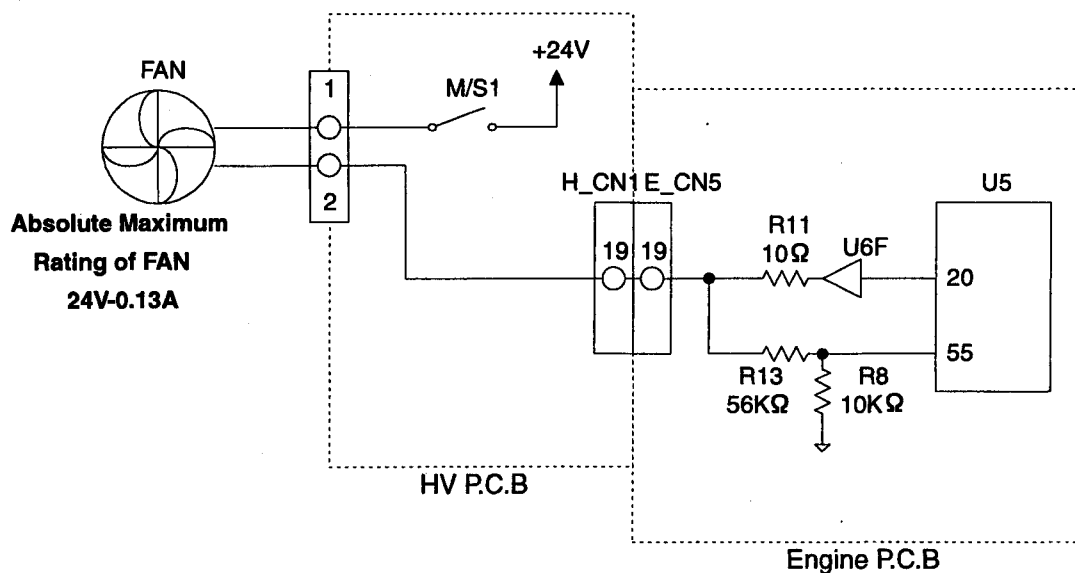 +24V
FAN
1
M/S1
2
H_CN1 E_CN5
U5
Absolute Maximum
Rating of FAN
24V-0.13A
19 19
R11
10Ω
U6F
20
55
R13
56KΩ
R8
10KΩ
HV P.C.B
Engine P.C.B